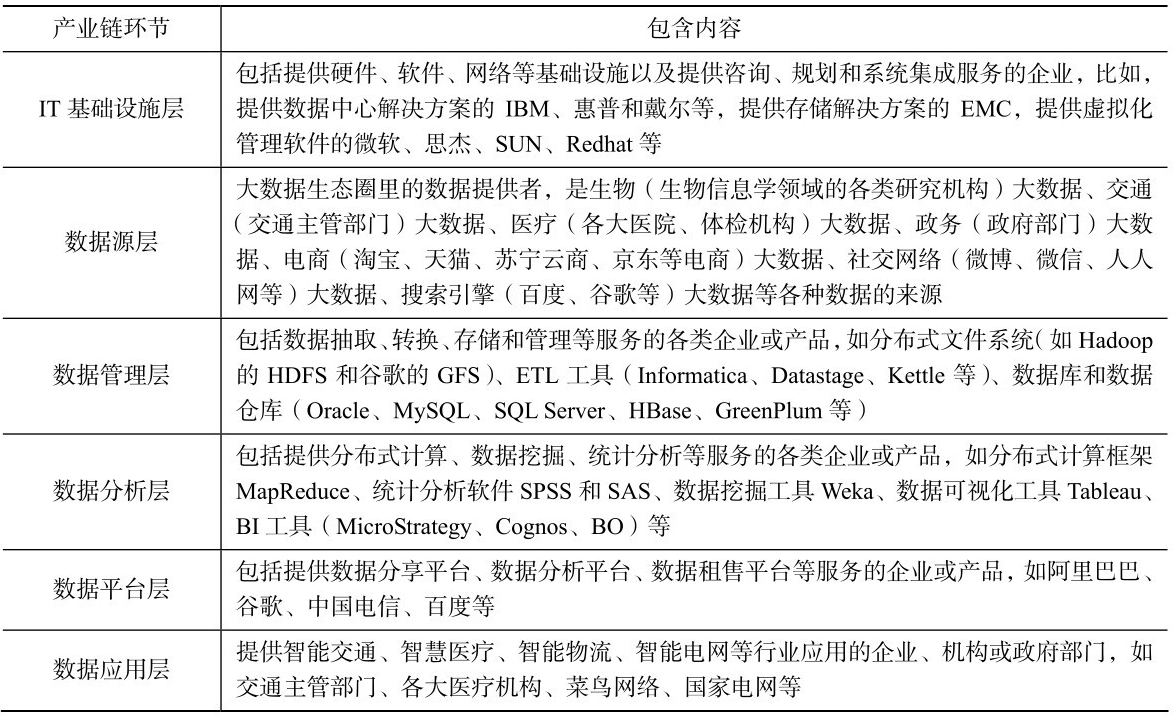 产业链环节 包含内容
包括提供硬件、软件、网络等基础设施以及提供咨询、规划和系统集成服务的企业，比如，
IT 基础设施层 提供数据中心解决方案的 IBM、惠普和戴尔等，提供存储解决方案的 EMC，提供虚拟化
管理软件的微软、思杰、SUN、Redhat 等
大数据生态圈里的数据提供者，是生物（生物信息学领域的各类研究机构）大数据、交通
（交通主管部门）大数据、医疗（各大医院、体检机构）大数据、政务（政府部门）大数
数据源层
据、电商（淘宝、天猫、苏宁云商、京东等电商）大数据、社交网络（微博、微信、人人
网等）大数据、搜索引擎（百度、谷歌等）大数据等各种数据的来源
包括数据抽取、转换、存储和管理等服务的各类企业或产品，如分布式文件系统（如 Hadoop
数据管理层 的 HDFS 和谷歌的 GFS）、ETL 工具（Informatica、Datastage、Kettle 等）、数据库和数据
仓库（Oracle、MySQL、SQL Server、HBase、GreenPlum 等）
包括提供分布式计算、数据挖掘、统计分析等服务的各类企业或产品，如分布式计算框架
数据分析层 MapReduce、统计分析软件 SPSS 和 SAS、数据挖掘工具 Weka、数据可视化工具 Tableau、
BI 工具（MicroStrategy、Cognos、BO）等
数据平台层
包括提供数据分享平台、数据分析平台、数据租售平台等服务的企业或产品，如阿里巴巴、
谷歌、中国电信、百度等
数据应用层
提供智能交通、智慧医疗、智能物流、智能电网等行业应用的企业、机构或政府部门，如
交通主管部门、各大医疗机构、菜鸟网络、国家电网等